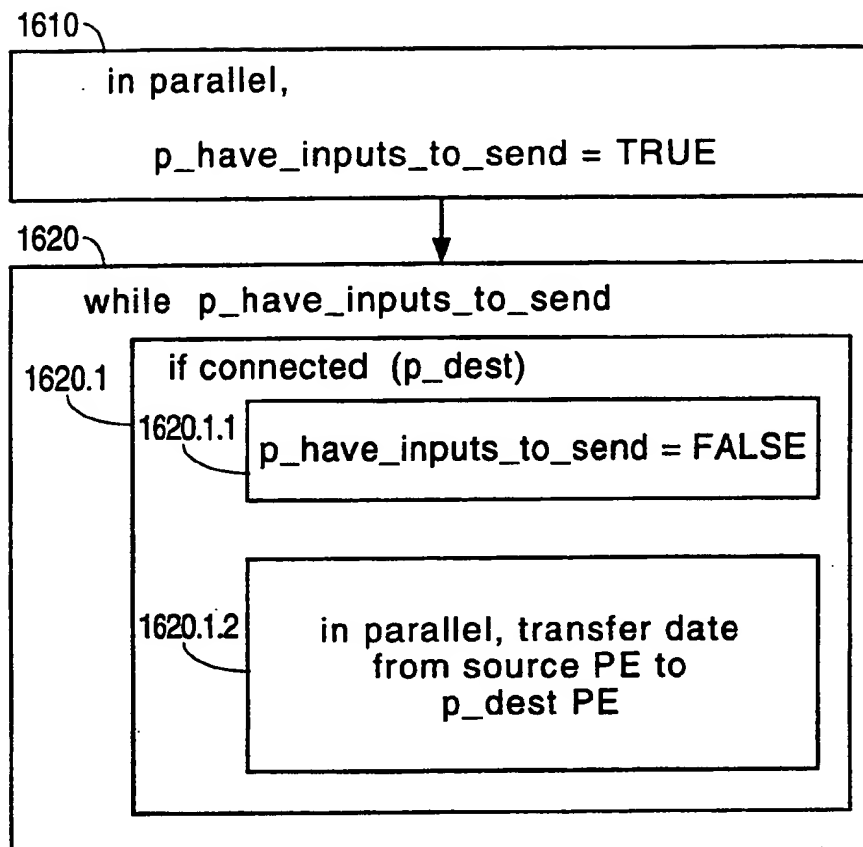 1610
in parallel,
p_have_inputs_to_send = TRUE
1620
while p_have_inputs_to_send
1620.1
if connected (p_dest)
1620.1.1
p_have_inputs_to_send = FALSE
1620.1.2
in parallel, transfer date
from source PE to
p_dest PE